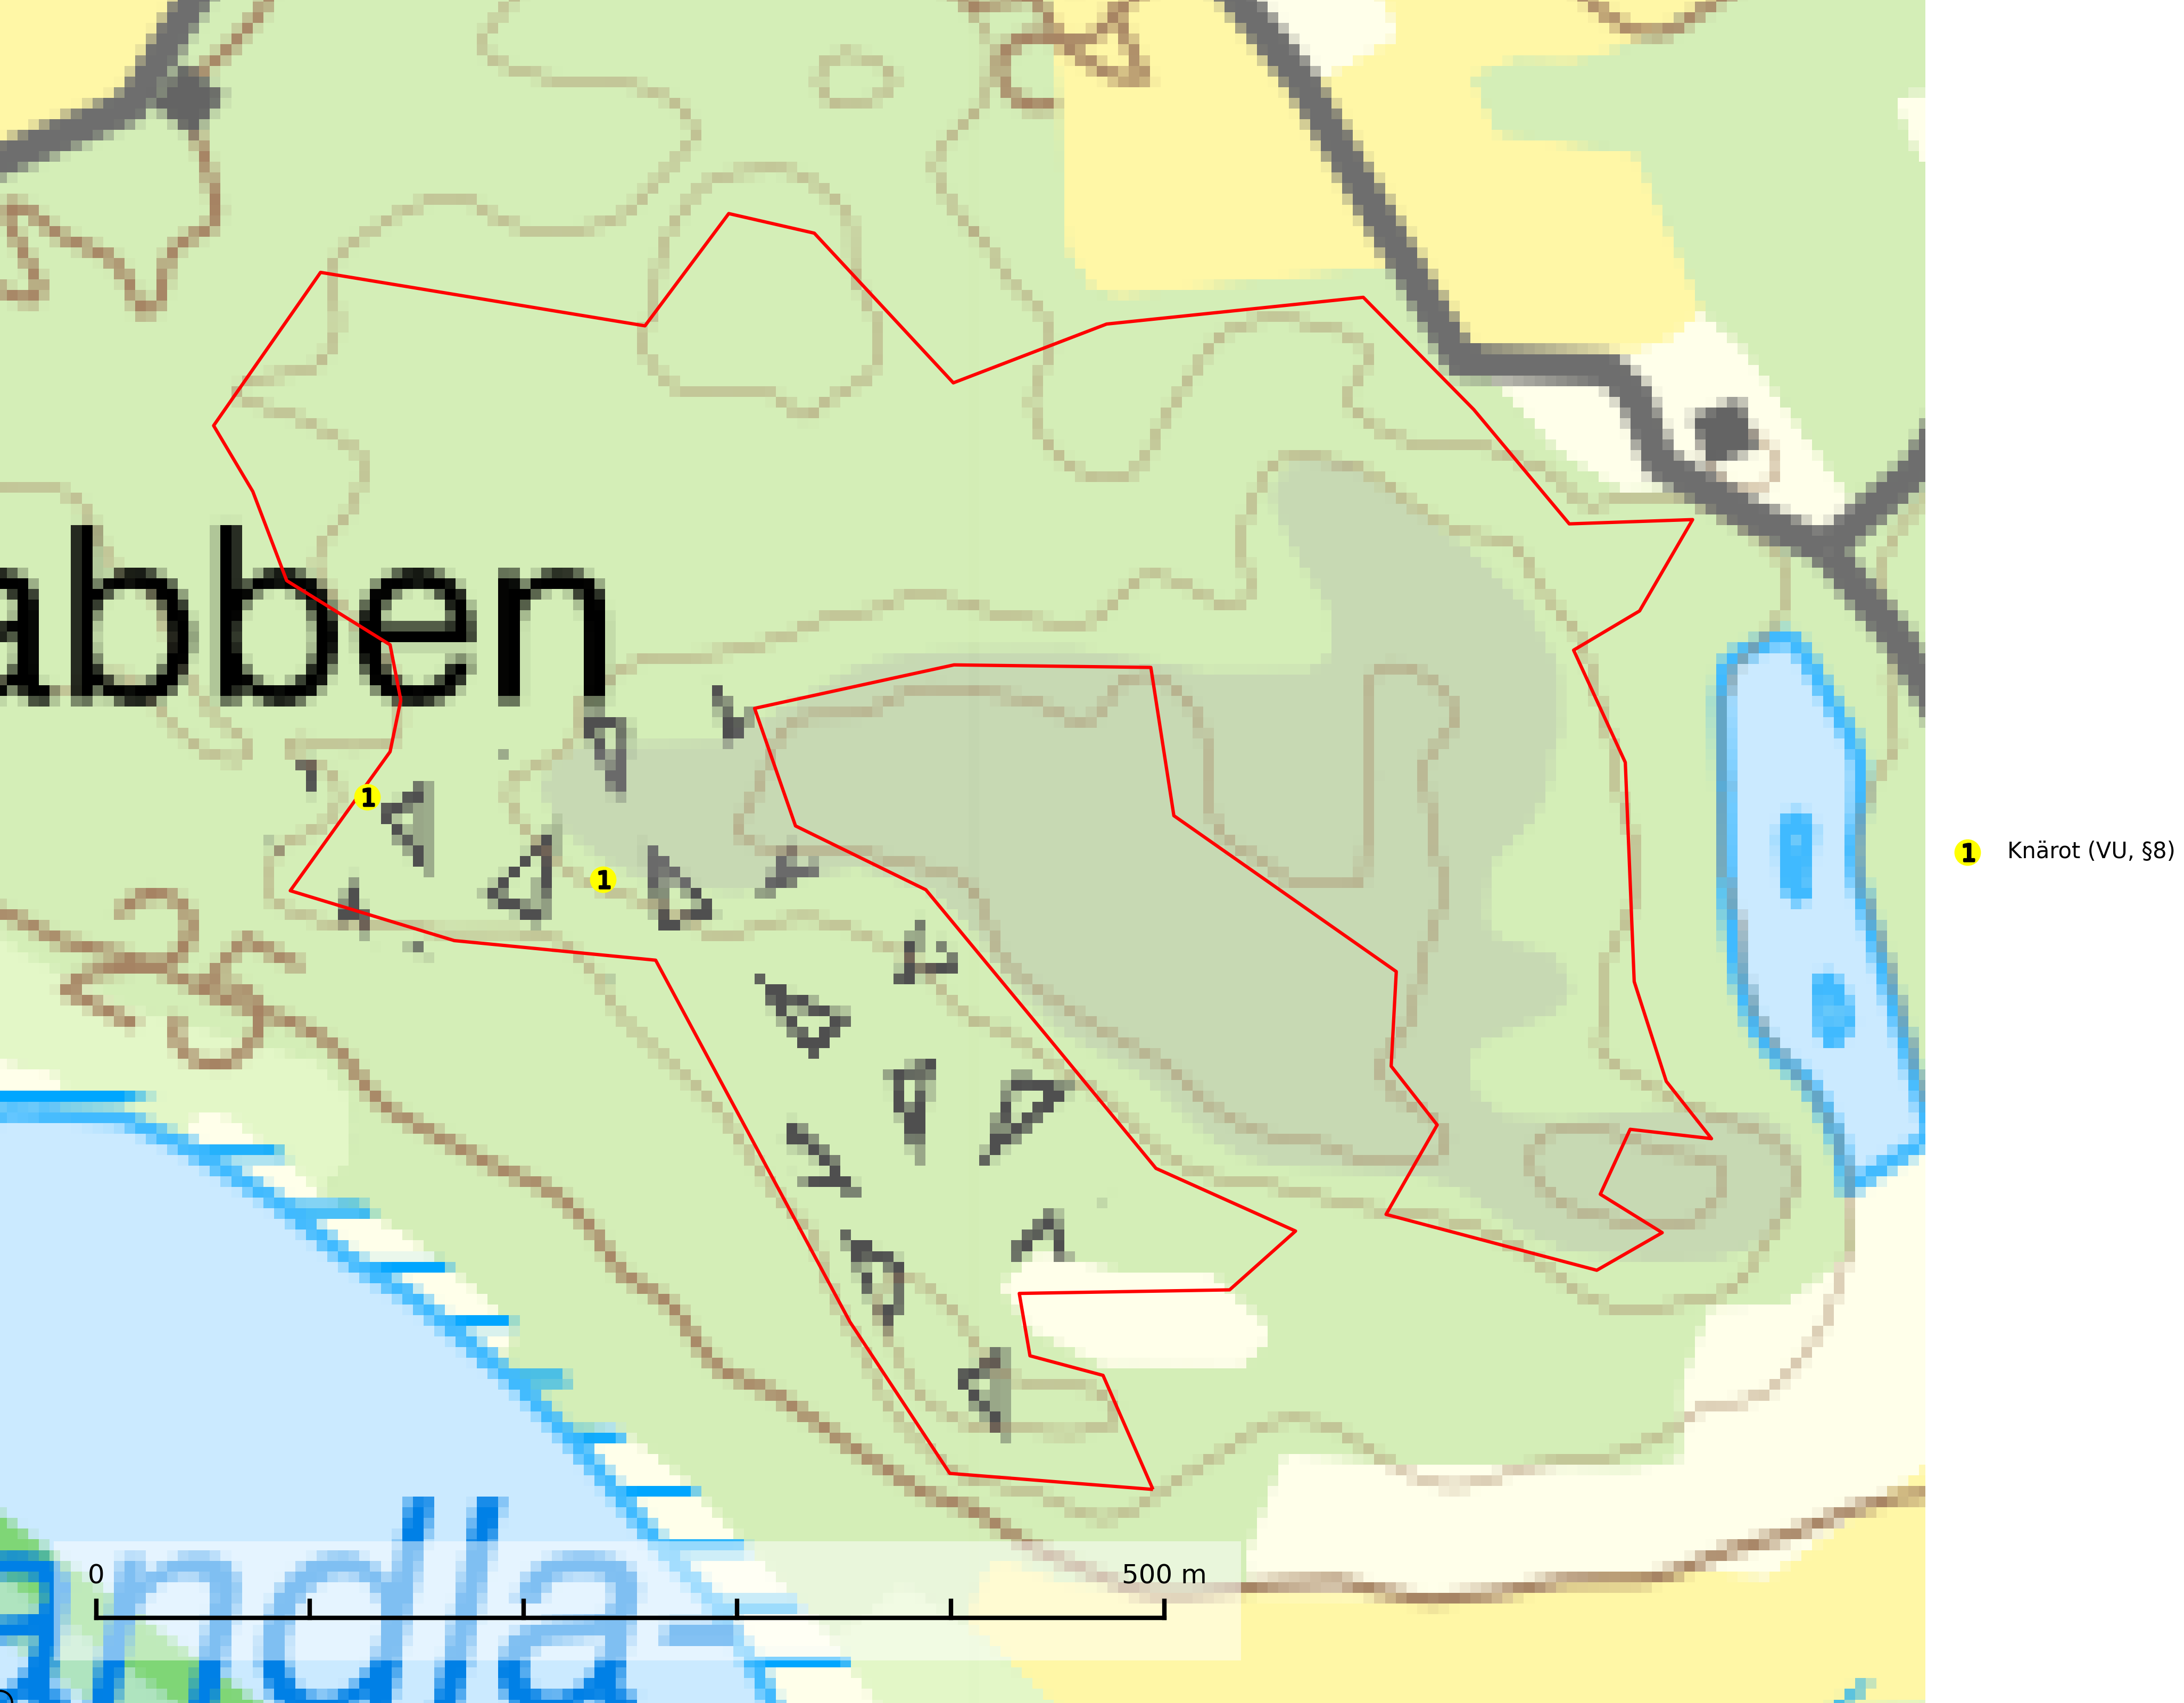 abben
1
1
1 Knärot (VU, §8)
0 500 m
andla-